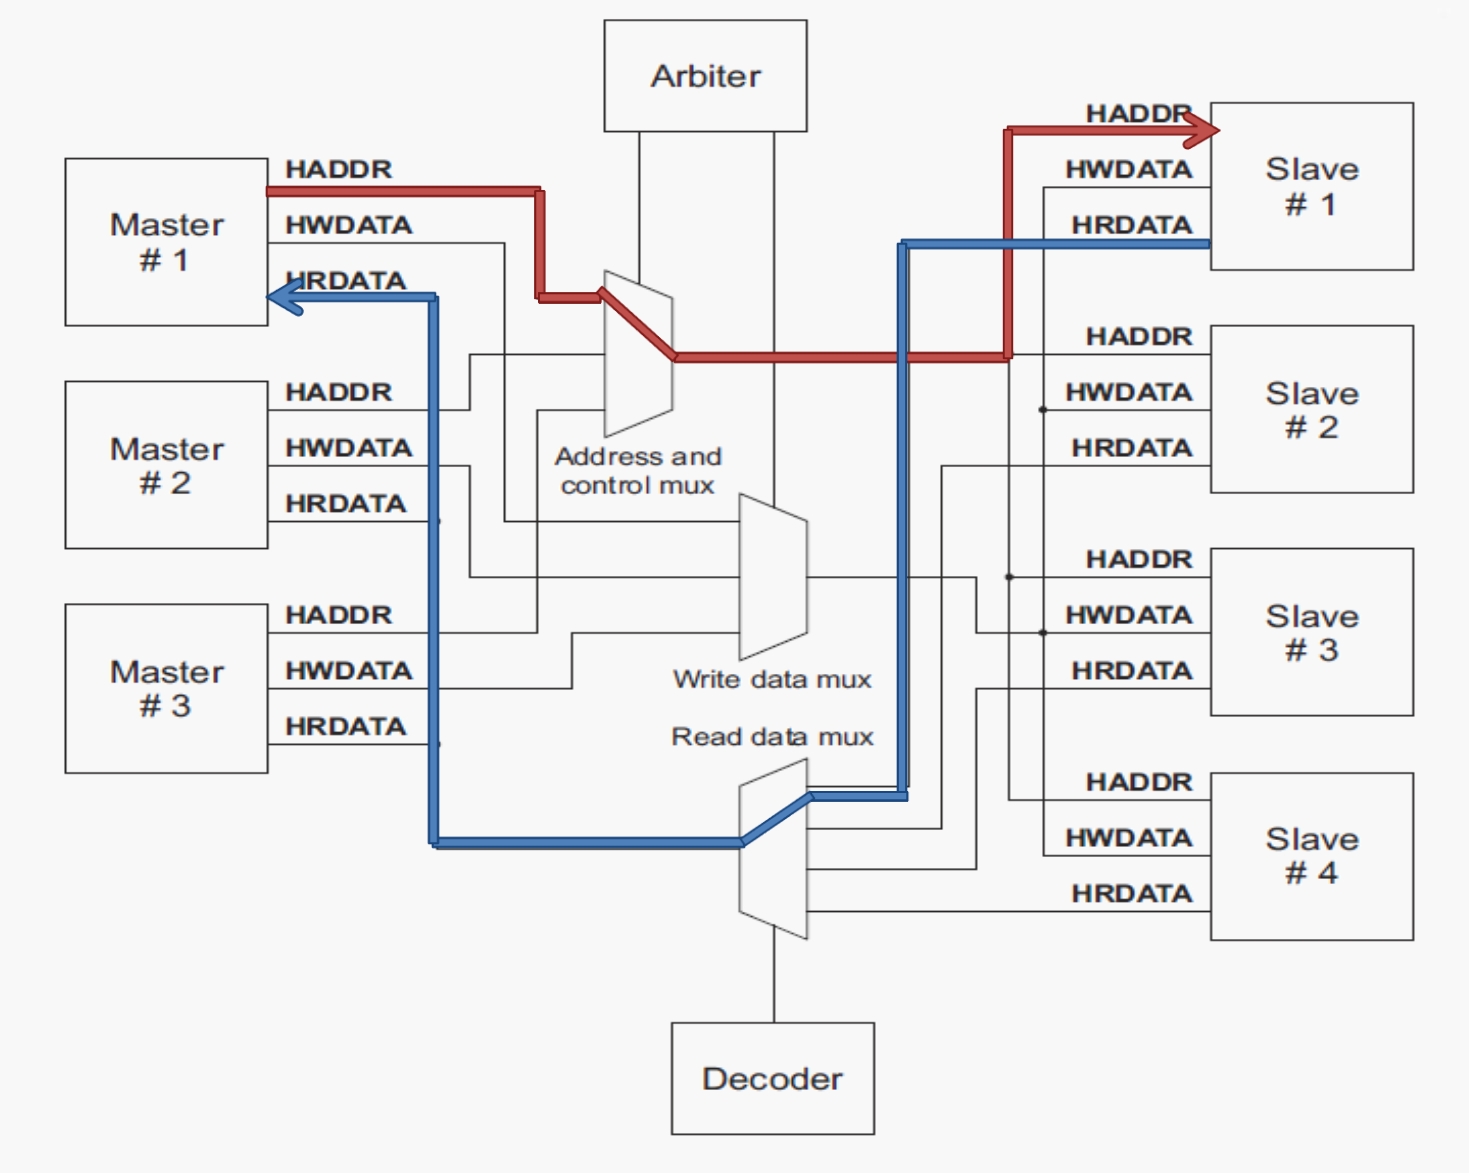 Arbiter
HADDR
HWDATA
HRDATA
Master
# 1
HADDR
HWDATA
HRDATA
Master
# 2
HADDR
HWDATA
HRDATA
Master
# 3
Address and
control mux
Write data mux
Read data mux
HADDR
HWDATA
HRDATA
Slave
# 1
HADDR
HWDATA
HRDATA
Slave
# 2
HADDR
HWDATA
HRDATA
Slave
# 3
HADDR
HWDATA
HRDATA
Slave
# 4
Decoder